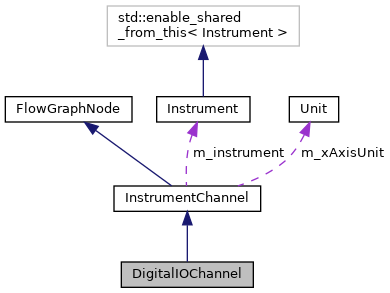 std::enable_shared
_from_this< Instrument >
FlowGraphNode
Instrument
Unit
m_instrument
m_xAxisUnit
InstrumentChannel
DigitalIOChannel